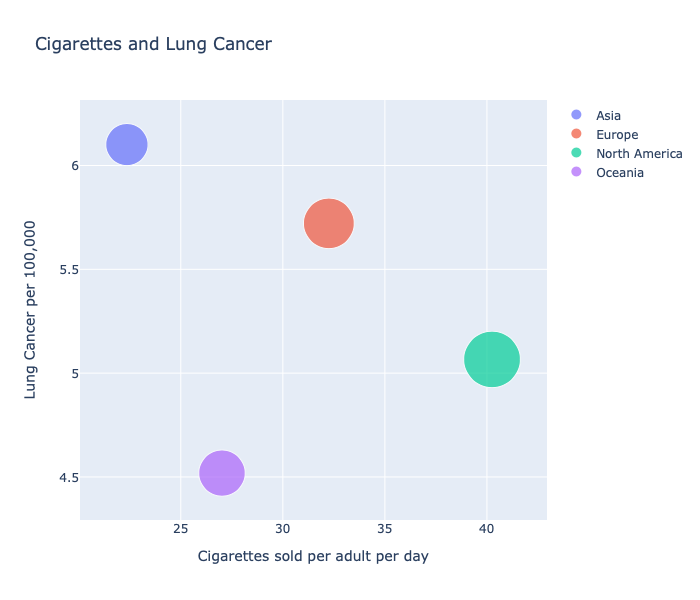 Cigarettes and Lung Cancer
Asia
Europe
North America
Oceania
Lung Cancer per 100,000
6
5.5
5
4.5
25 30 35 40
Cigarettes sold per adult per day